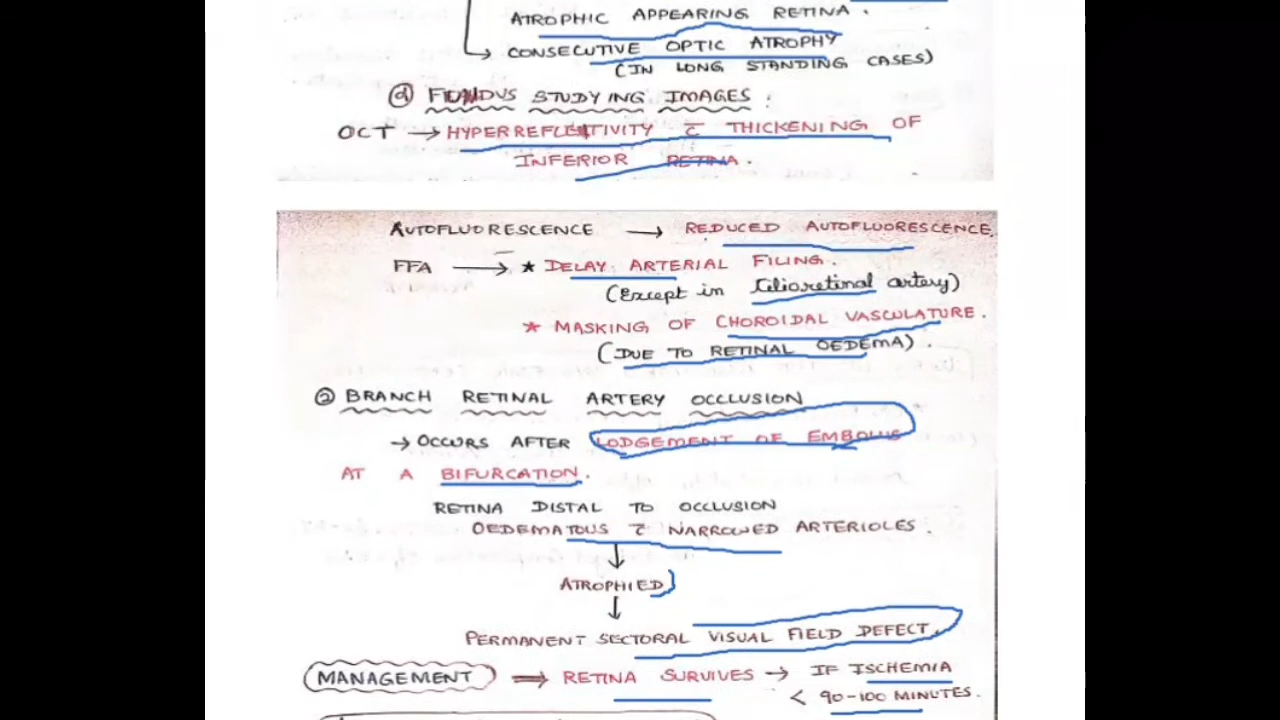 ATROPHIC APPEARING RETINA.
→ CONSECUTIVE OPTIC ATROPHY
(IN LONG STANDING CASES)
ⓓ FUNDUS STUDYING IMAGES :
OCT → HYPERREFLECTIVITY c̄ THICKENING OF
INFERIOR RETINA.
AUTOFLUORESCENCE → REDUCED AUTOFLUORESCENCE.
FFA → * DELAY ARTERIAL FILING.
(Except in Cilioretinal artery)
* MASKING OF CHOROIDAL VASCULATURE.
(DUE TO RETINAL OEDEMA).
② BRANCH RETINAL ARTERY OCCLUSION
→ OCCURS AFTER LODGEMENT OF EMBOLUS
AT A BIFURCATION.
RETINA DISTAL TO OCCLUSION
OEDEMATOUS c̄ NARROWED ARTERIOLES.
↓
ATROPHIED
↓
PERMANENT SECTORAL VISUAL FIELD DEFECT.
MANAGEMENT ⇒ RETINA SURVIVES → IF ISCHEMIA
< 90-100 MINUTES.